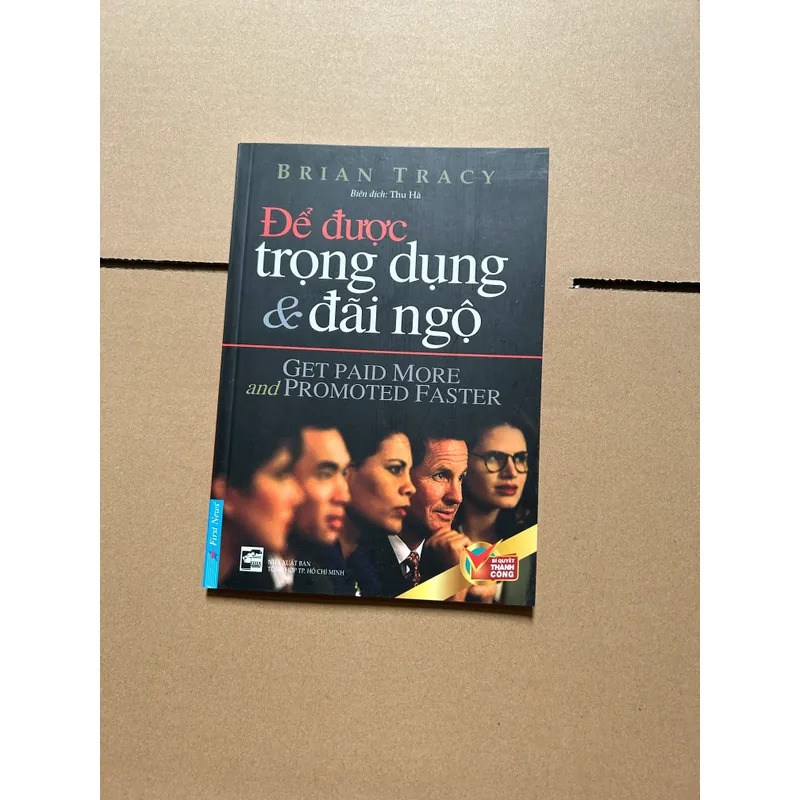 BRIAN TRACY
Biên dịch: Thu Hà
Để được
trọng dụng
& đãi ngộ
GET PAID MORE
and PROMOTED FASTER
First News
NHÀ XUẤT BẢN
TỔNG HỢP TP. HỒ CHÍ MINH
BÍ QUYẾT
THÀNH
CÔNG